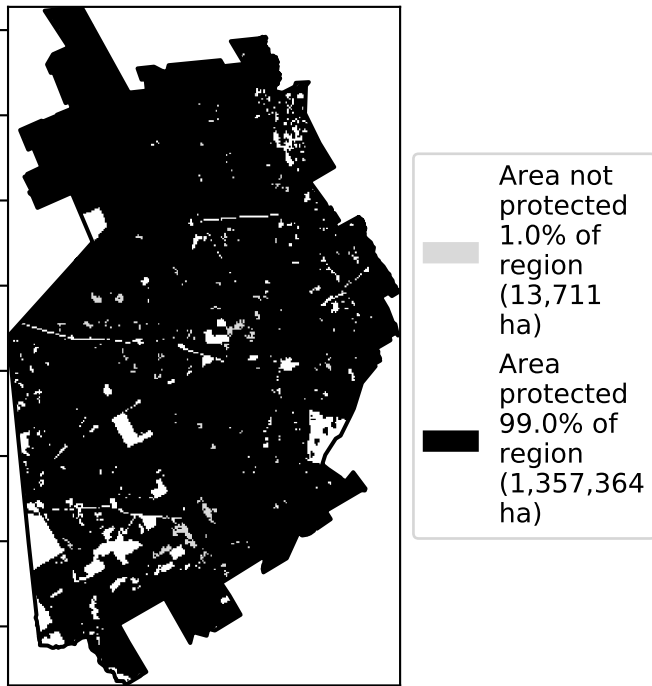 Area not
protected
1.0% of
region
(13,711
ha)
Area
protected
99.0% of
region
(1,357,364
ha)